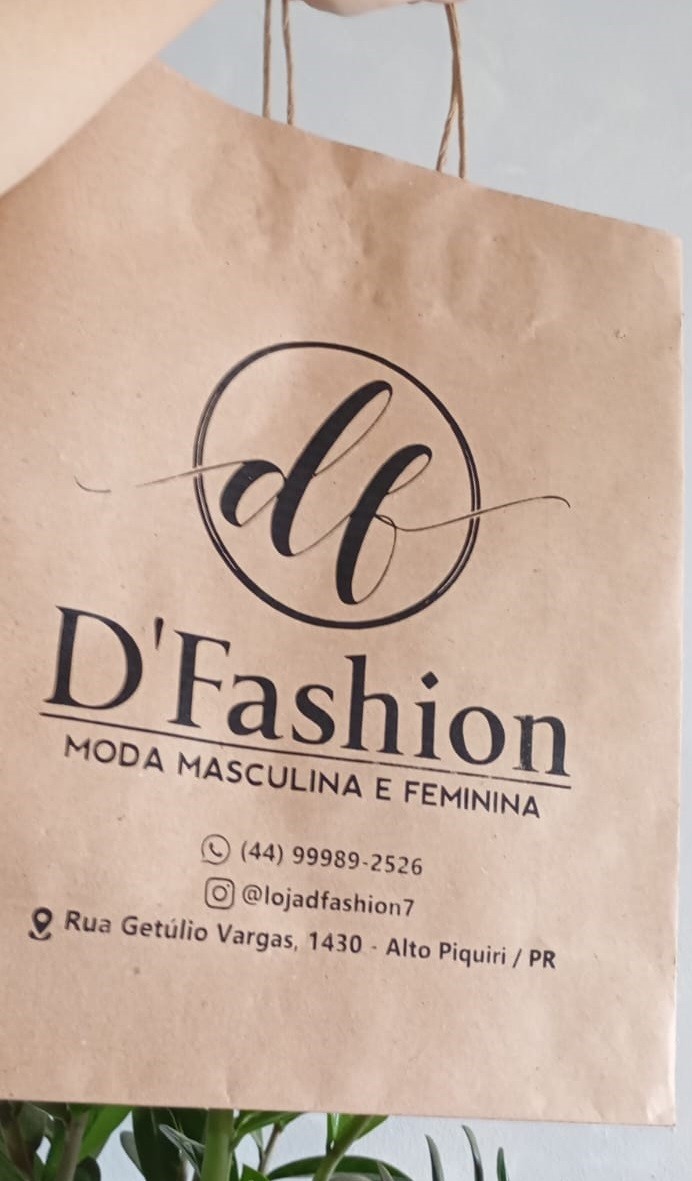 df
D'Fashion
MODA MASCULINA E FEMININA
(44) 99989-2526
@lojadfashion7
Rua Getúlio Vargas, 1430 - Alto Piquiri / PR